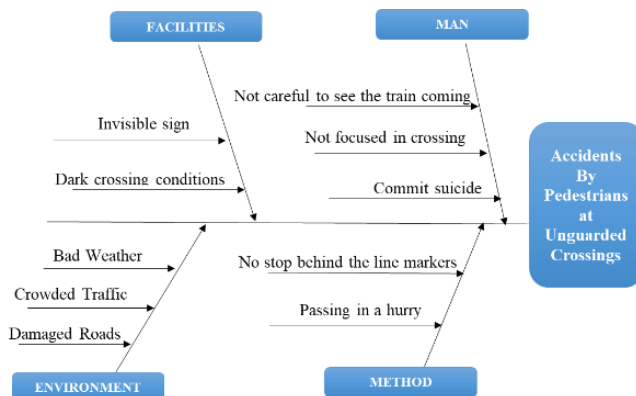 FACILITIES
MAN
Not careful to see the train coming
Invisible sign
Not focused in crossing
Dark crossing conditions
Commit suicide
Accidents
By
Pedestrians
at
Unguarded
Crossings
Bad Weather
No stop behind the line markers
Crowded Traffic
Passing in a hurry
Damaged Roads
ENVIRONMENT
METHOD